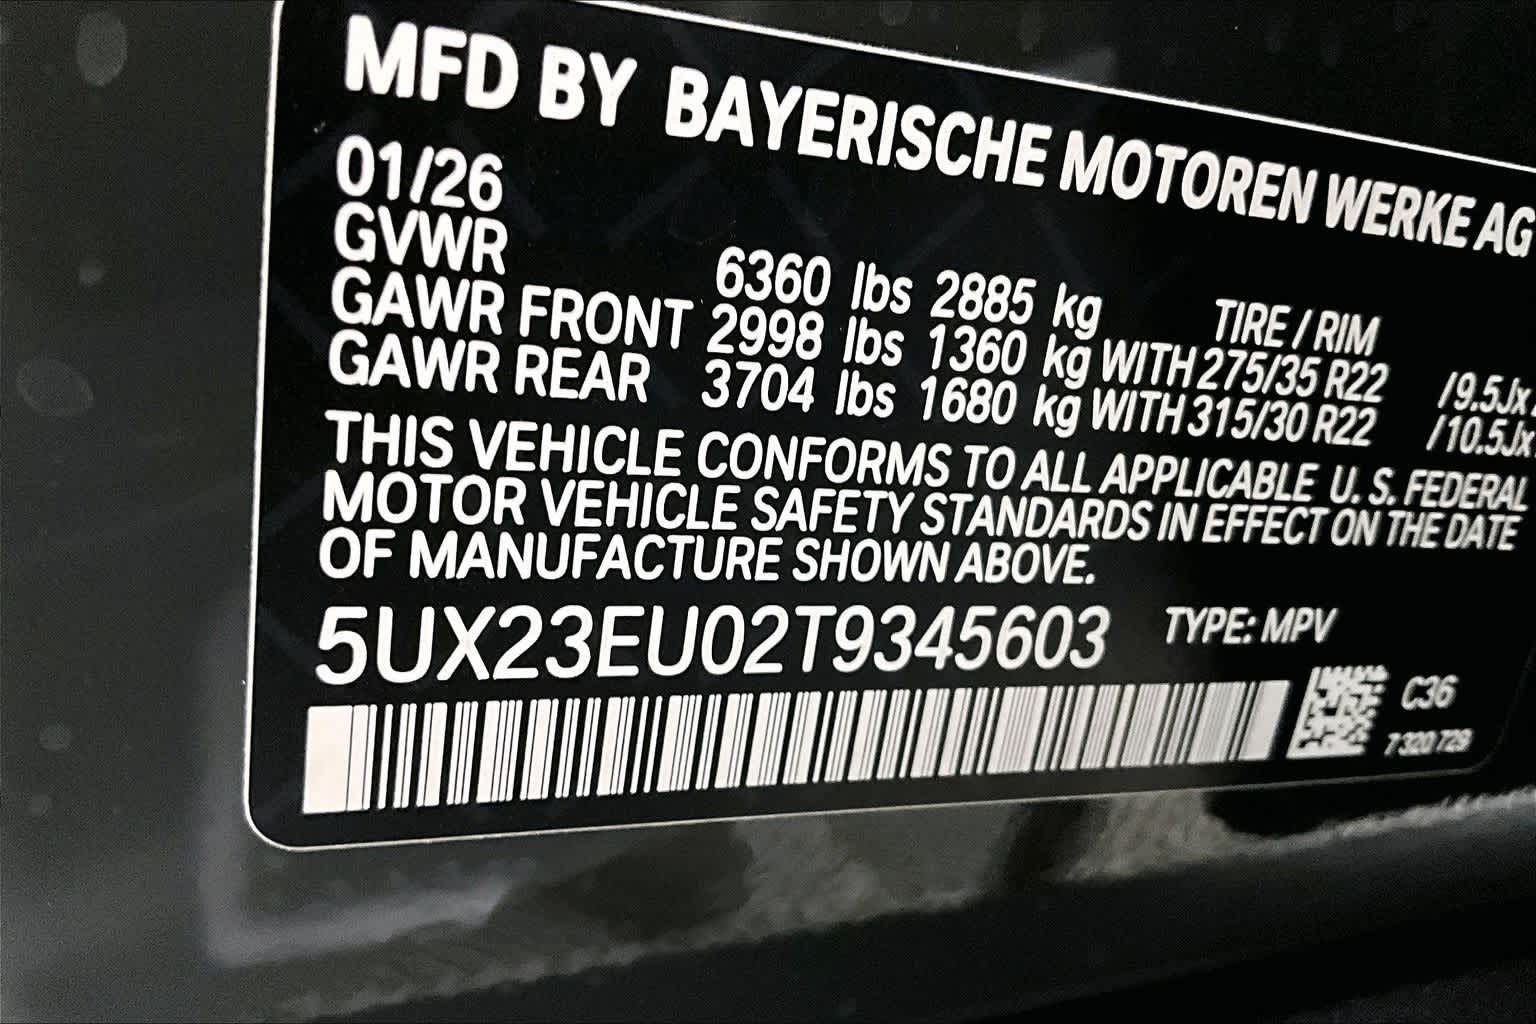 MFD BY BAYERISCHE MOTOREN WERKE AG
01/26
GVWR 6360 lbs 2885 kg TIRE / RIM
GAWR FRONT 2998 lbs 1360 kg WITH 275/35 R22 /9.5Jx
GAWR REAR 3704 lbs 1680 kg WITH 315/30 R22 /10.5Jx
THIS VEHICLE CONFORMS TO ALL APPLICABLE U.S. FEDERAL
MOTOR VEHICLE SAFETY STANDARDS IN EFFECT ON THE DATE
OF MANUFACTURE SHOWN ABOVE.
5UX23EU02T9345603 TYPE: MPV
C36
7 320 729